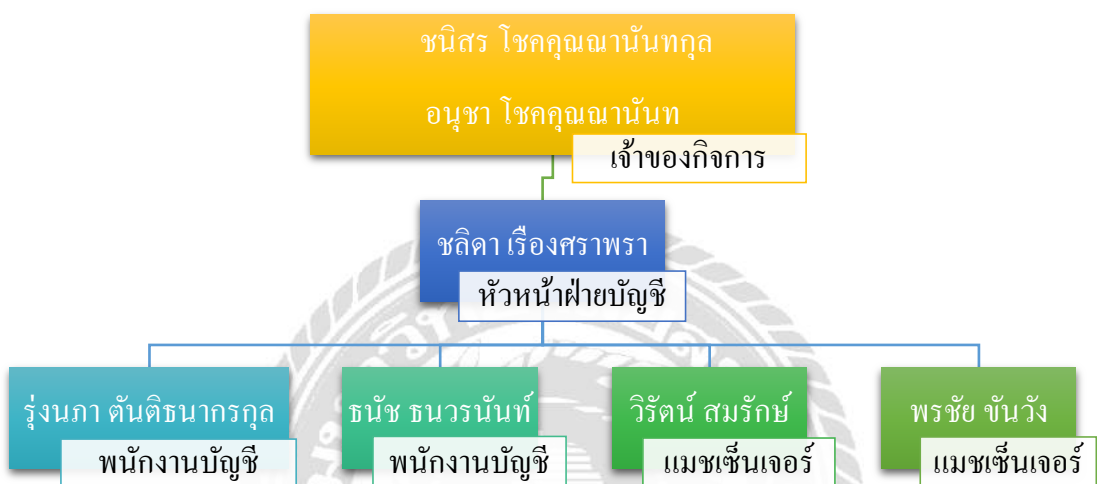 ชนิสร โชคคุณณานันทกุล
อนุชา โชคคุณณานันท
เจ้าของกิจการ
ชลิดา เรืองศราพรา
หัวหน้าฝ่ายบัญชี
รุ่งนภา ตันติธนากรกุล
พนักงานบัญชี
ธนัช ธนวรนันท์
พนักงานบัญชี
วิรัตน์ สมรักษ์
แมชเซ็นเจอร์
พรชัย ขันวัง
แมชเซ็นเจอร์